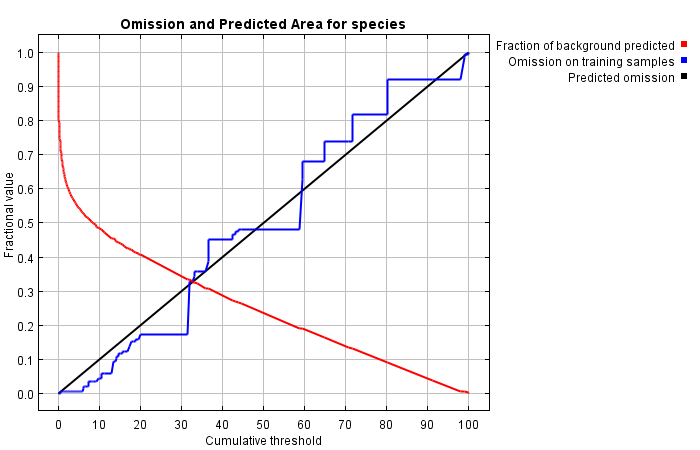 Omission and Predicted Area for species
Fraction of background predicted
Omission on training samples
Predicted omission
Fractional value
1.0
0.9
0.8
0.7
0.6
0.5
0.4
0.3
0.2
0.1
0.0
0 10 20 30 40 50 60 70 80 90 100
Cumulative threshold